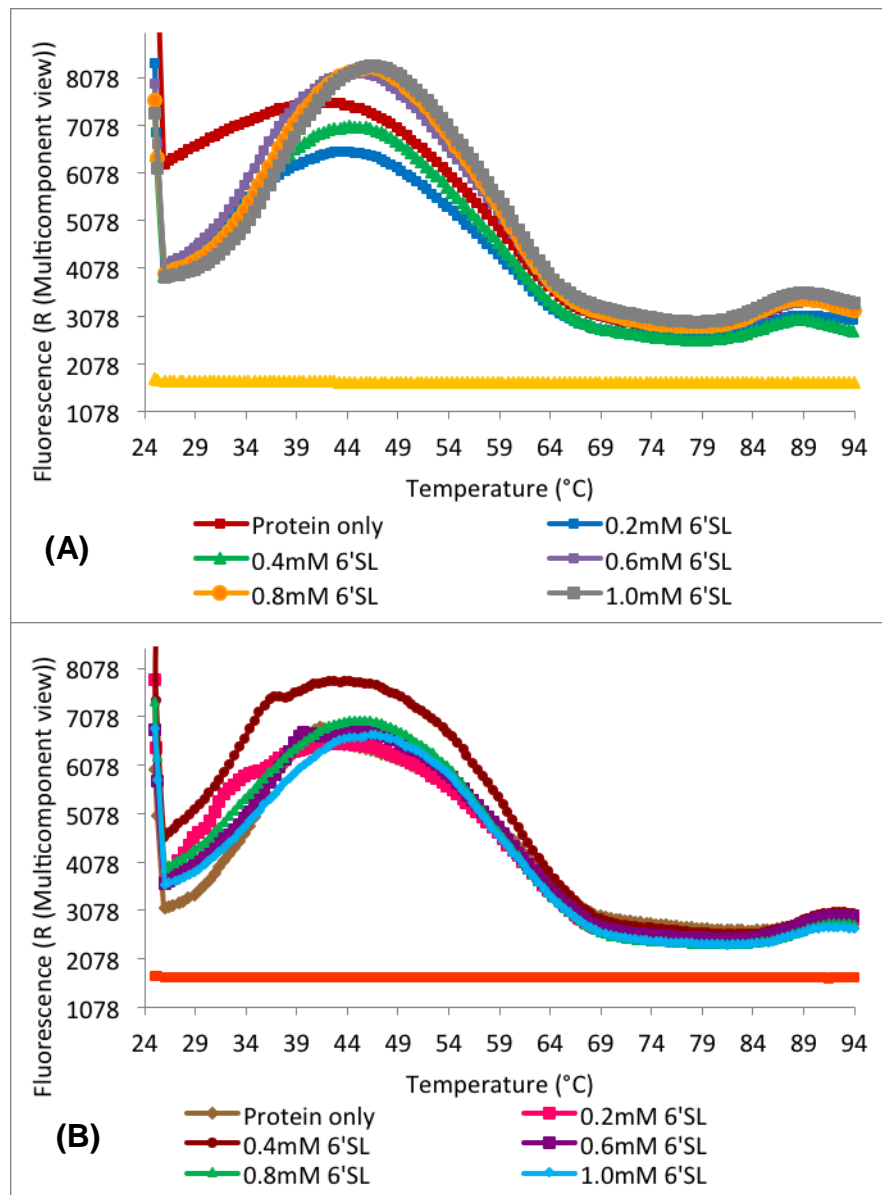 Fluorescence (R (Multicomponent view))
8078
7078
6078
5078
4078
3078
2078
1078
24 29 34 39 44 49 54 59 64 69 74 79 84 89 94
Temperature (°C)
(A)
Protein only 0.2mM 6'SL
0.4mM 6'SL 0.6mM 6'SL
0.8mM 6'SL 1.0mM 6'SL
Fluorescence (R (Multicomponent view))
8078
7078
6078
5078
4078
3078
2078
1078
24 29 34 39 44 49 54 59 64 69 74 79 84 89 94
Temperature (°C)
(B)
Protein only 0.2mM 6'SL
0.4mM 6'SL 0.6mM 6'SL
0.8mM 6'SL 1.0mM 6'SL